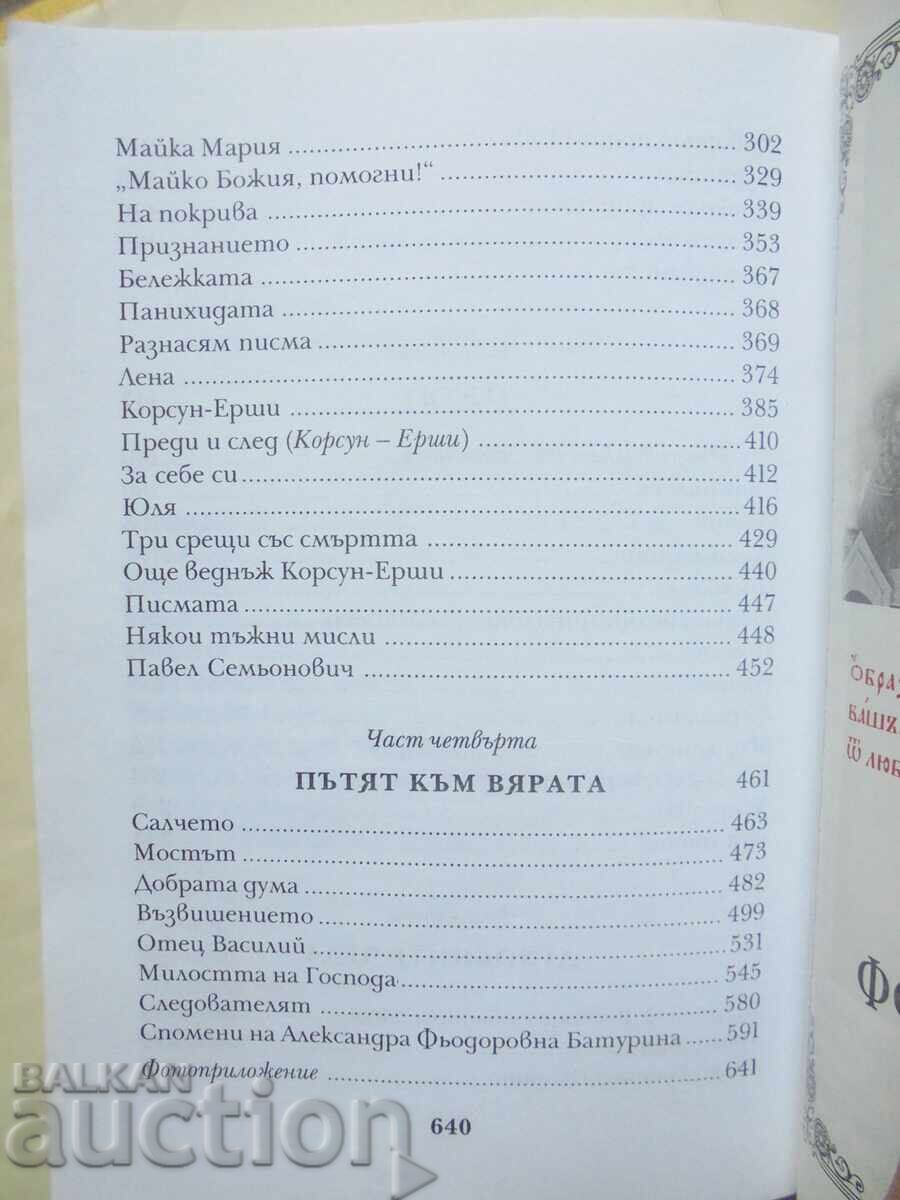 Майка Мария 302
„Майко Божия, помогни!“ 329
На покрива 339
Признанието 353
Бележката 367
Панихидата 368
Разнасям писма 369
Лена 374
Корсун-Ерши 385
Преди и след (Корсун – Ерши) 410
За себе си 412
Юля 416
Три срещи със смъртта 429
Още веднъж Корсун-Ерши 440
Писмата 447
Някои тъжни мисли 448
Павел Семьонович 452
Част четвърта
ПЪТЯТ КЪМ ВЯРАТА 461
Салчето 463
Мостът 473
Добрата дума 482
Възвишението 499
Отец Василий 531
Милостта на Господа 545
Следователят 580
Спомени на Александра Фьодоровна Батурина 591
Фотоприложение 641
640
BALKAN
auction